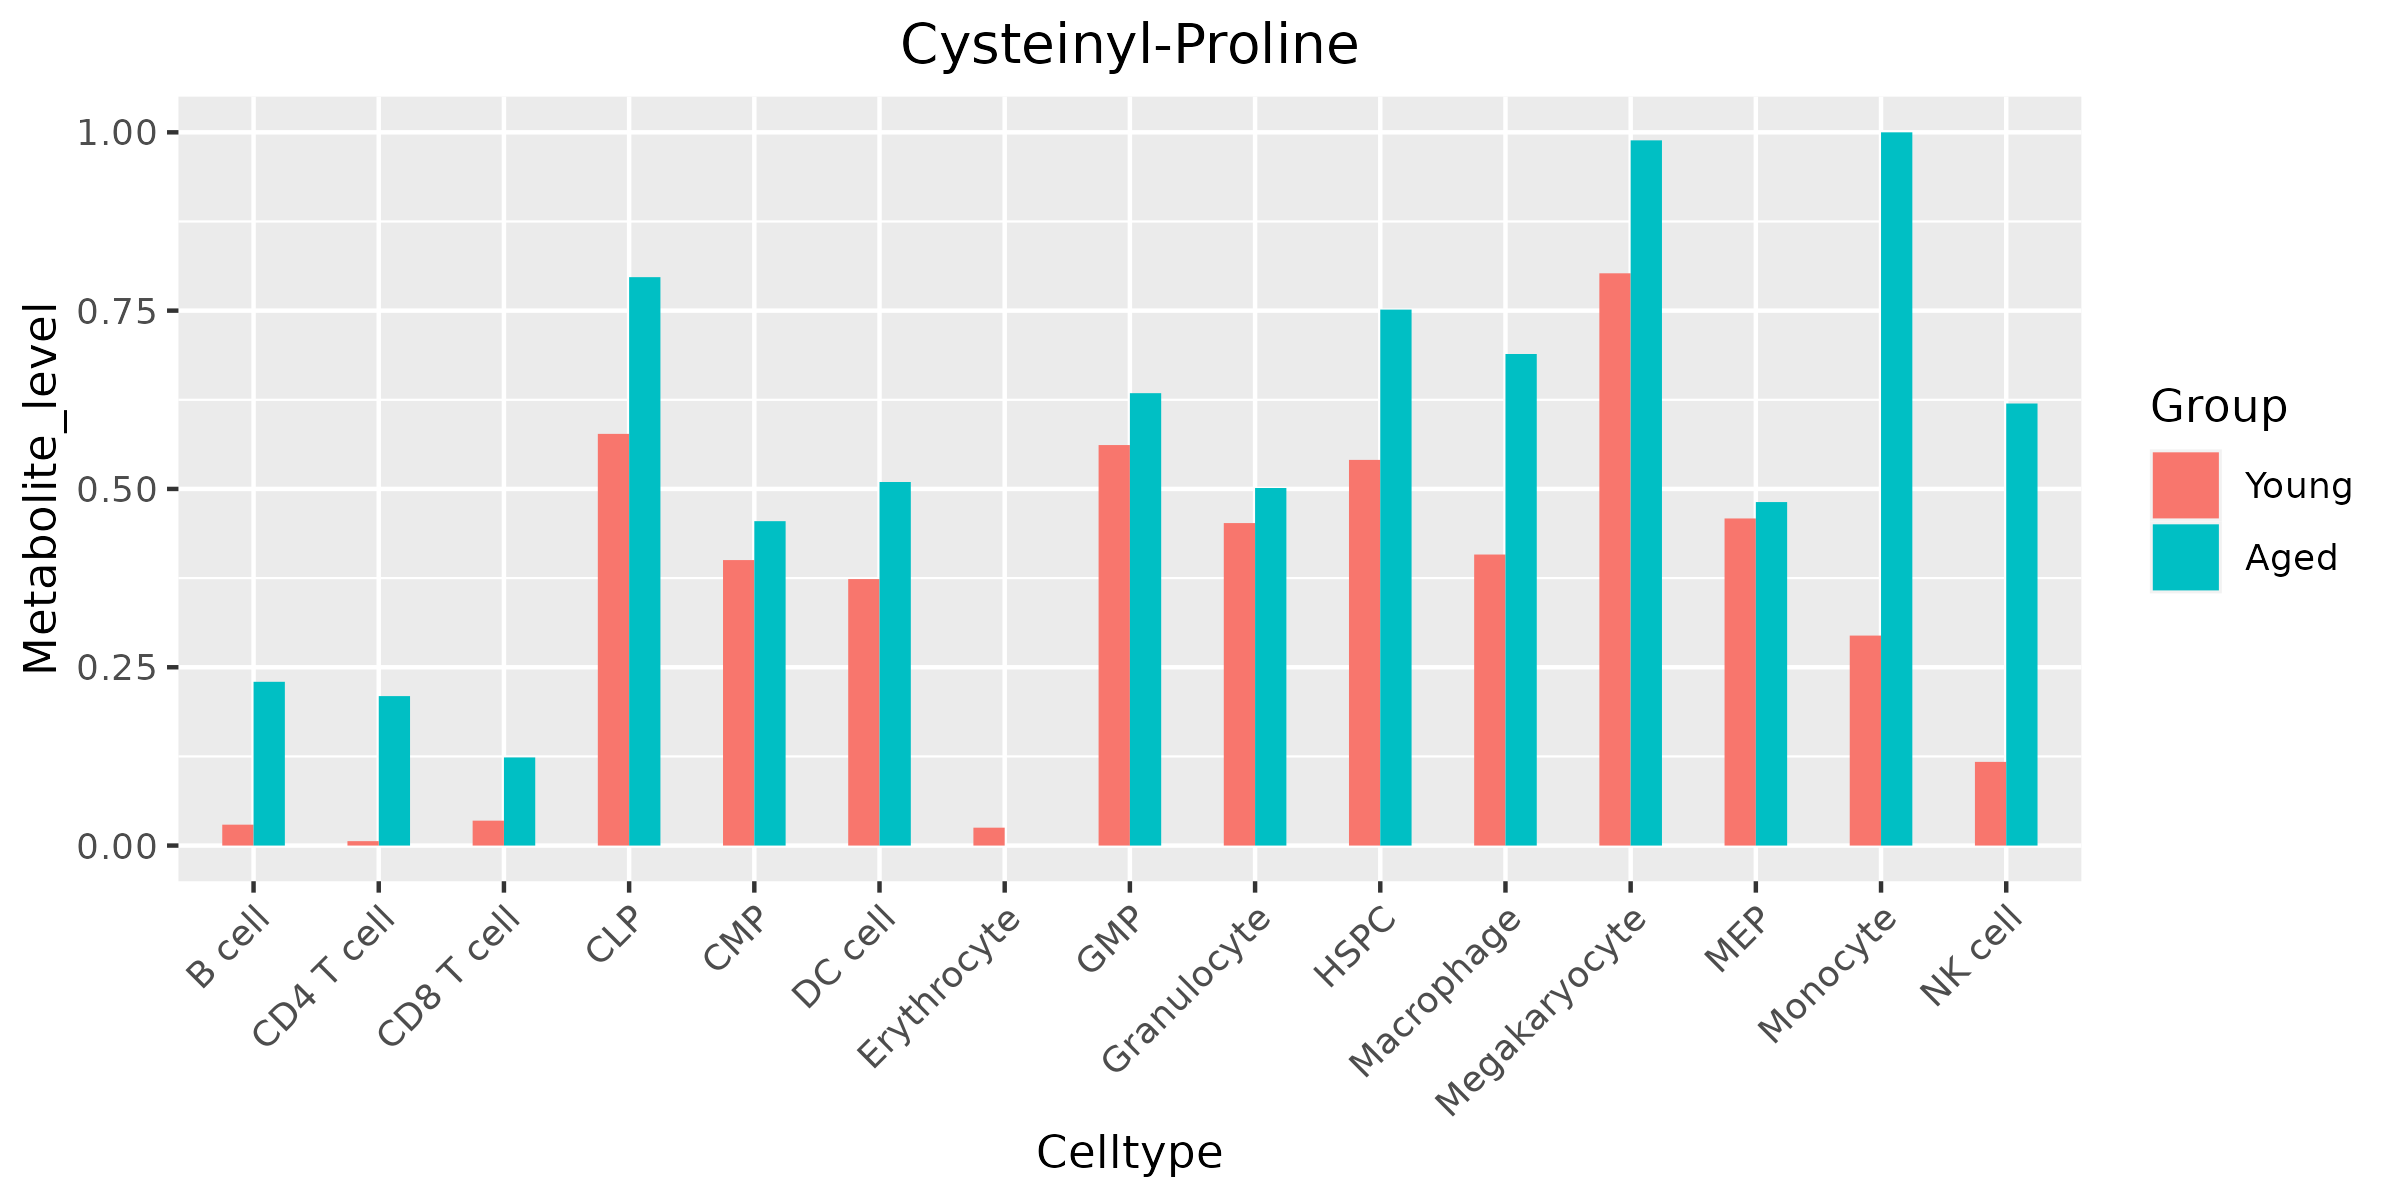 Cysteinyl-Proline
Metabolite_level
1.00
0.75
0.50
0.25
0.00
B cell
CD4 T cell
CD8 T cell
CLP
CMP
DC cell
Erythrocyte
GMP
Granulocyte
HSPC
Macrophage
Megakaryocyte
MEP
Monocyte
NK cell
Celltype
Group
Young
Aged